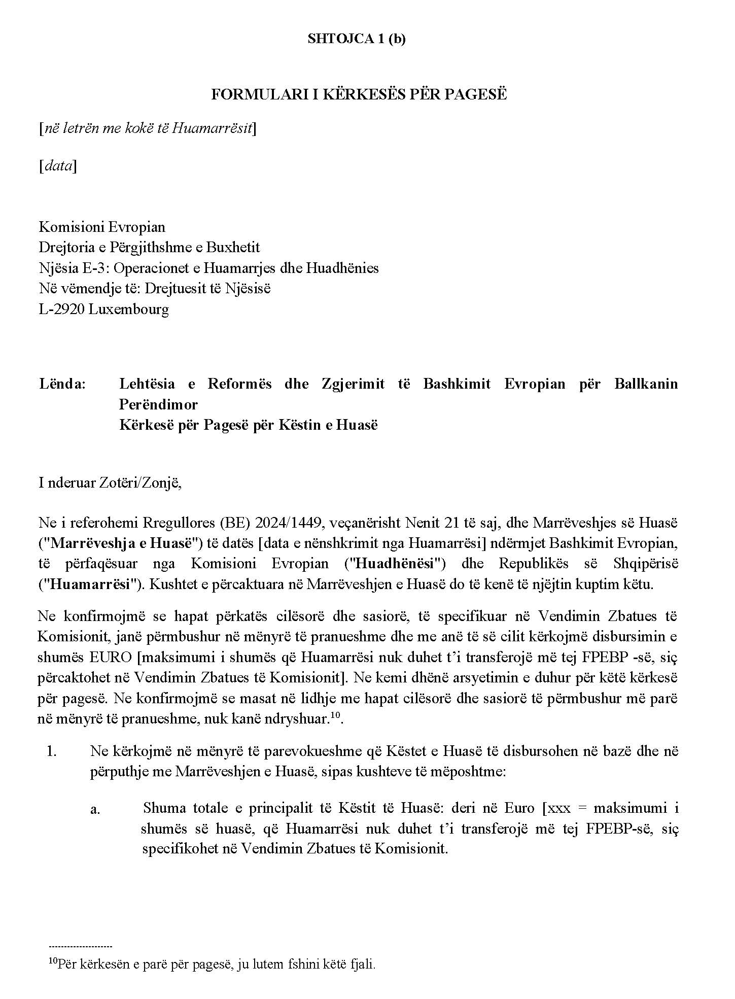 SHTOJCA 1 (b)
FORMULARI I KËRKESËS PËR PAGESË
[në letrën me kokë të Huamarrësit]
[data]
Komisioni Evropian
Drejtoria e Përgjithshme e Buxhetit
Njësia E-3: Operacionet e Huamarrjes dhe Huadhënies
Në vëmendje të: Drejtuesit të Njësisë
L-2920 Luxembourg
Lënda: Lehtësia e Reformës dhe Zgjerimit të Bashkimit Evropian për Ballkanin
Perëndimor
Kërkesë për Pagesë për Këstin e Huasë
I nderuar Zotëri/Zonjë,
Ne i referohemi Rregullores (BE) 2024/1449, veçanërisht Nenit 21 të saj, dhe Marrëveshjes së Huasë
("Marrëveshja e Huasë") të datës [data e nënshkrimit nga Huamarrësi] ndërmjet Bashkimit Evropian,
të përfaqësuar nga Komisioni Evropian ("Huadhënësi") dhe Republikës së Shqipërisë
("Huamarrësi"). Kushtet e përcaktuara në Marrëveshjen e Huasë do të kenë të njëjtin kuptim këtu.
Ne konfirmojmë se hapat përkatës cilësorë dhe sasiorë, të specifikuar në Vendimin Zbatues të
Komisionit, janë përmbushur në mënyrë të pranueshme dhe me anë të së cilit kërkojmë disbursimin e
shumës EURO [maksimumi i shumës që Huamarrësi nuk duhet t’i transferojë më tej FPEBP -së, siç
përcaktohet në Vendimin Zbatues të Komisionit]. Ne kemi dhënë arsyetimin e duhur për këtë kërkesë
për pagesë. Ne konfirmojmë se masat në lidhje me hapat cilësorë dhe sasiorë të përmbushur më parë
në mënyrë të pranueshme, nuk kanë ndryshuar.10.
1. Ne kërkojmë në mënyrë të parevokueshme që Këstet e Huasë të disbursohen në bazë dhe në
përputhje me Marrëveshjen e Huasë, sipas kushteve të mëposhtme:
a. Shuma totale e principalit të Këstit të Huasë: deri në Euro [xxx = maksimumi i
shumës së huasë, që Huamarrësi nuk duhet t’i transferojë më tej FPEBP-së, siç
specifikohet në Vendimin Zbatues të Komisionit.
---------------------
10Për kërkesën e parë për pagesë, ju lutem fshini këtë fjali.